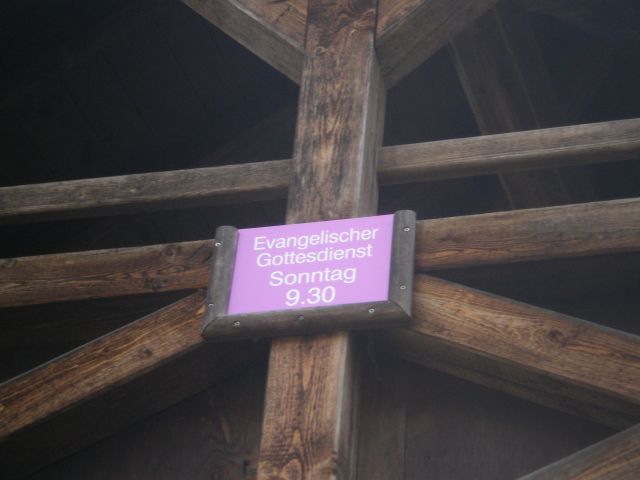 Evangelischer
Gottesdienst
Sonntag
9.30